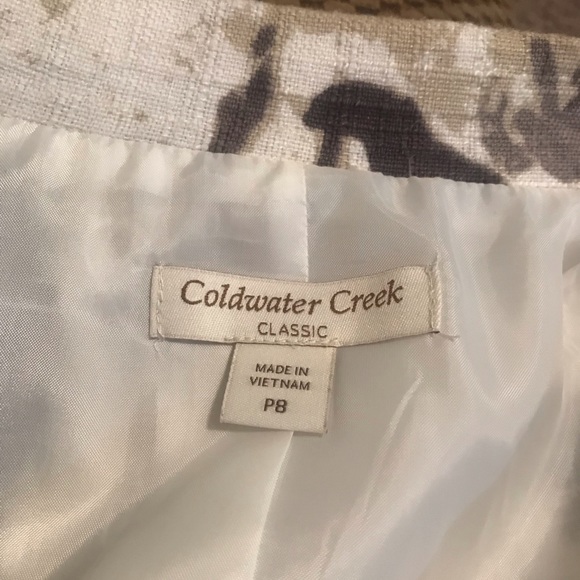 Coldwater Creek
CLASSIC
MADE IN
VIETNAM
P8